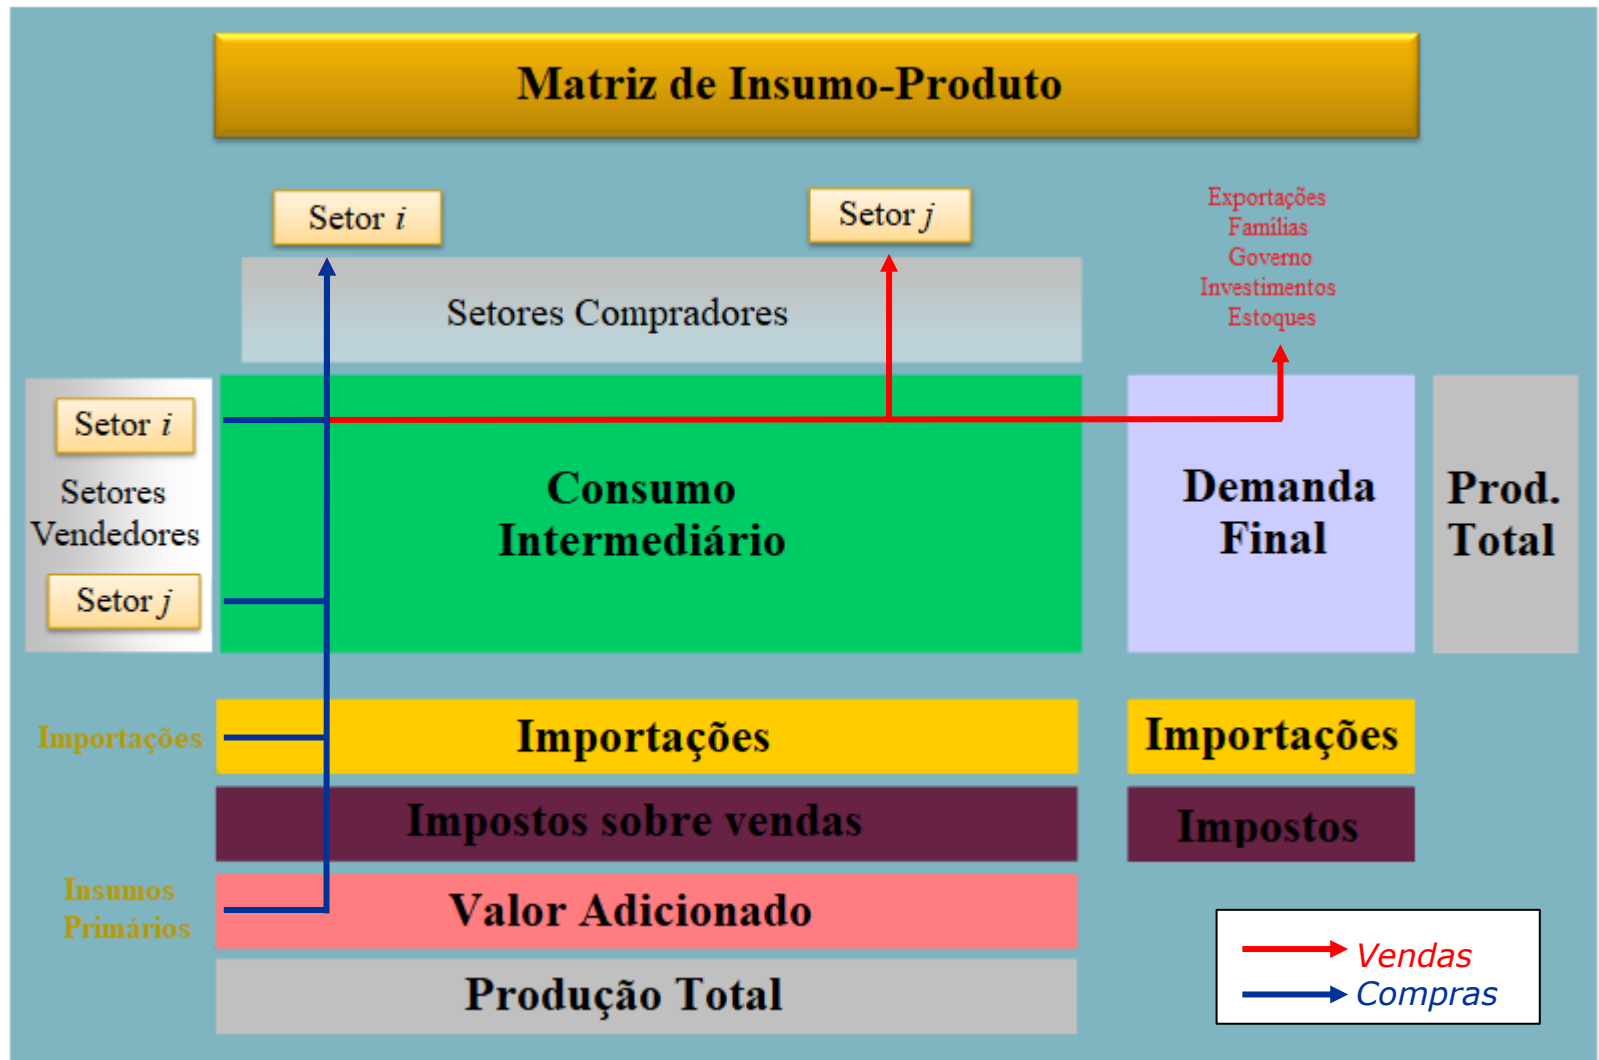 Matriz de Insumo-Produto
Setor i
Setor j
Exportações
Famílias
Governo
Investimentos
Estoques
Setores Compradores
Setor i
Setores
Vendedores
Setor j
Consumo
Intermediário
Demanda
Final
Prod.
Total
Importações
Importações
Importações
Impostos sobre vendas
Impostos
Insumos
Primários
Valor Adicionado
Produção Total
Vendas
Compras